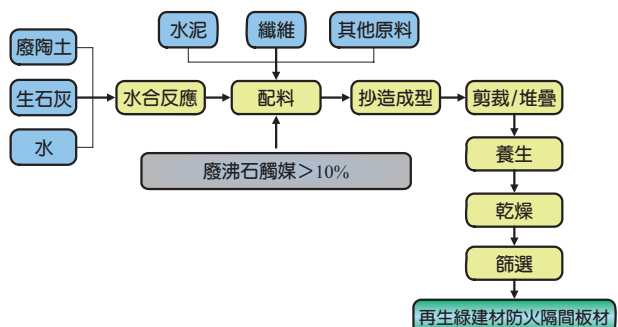 水泥
纖維
其他原料
廢陶土
生石灰
水
水合反應
配料
抄造成型
剪裁/堆疊
廢沸石觸媒＞10%
養生
乾燥
篩選
再生綠建材防火隔間板材